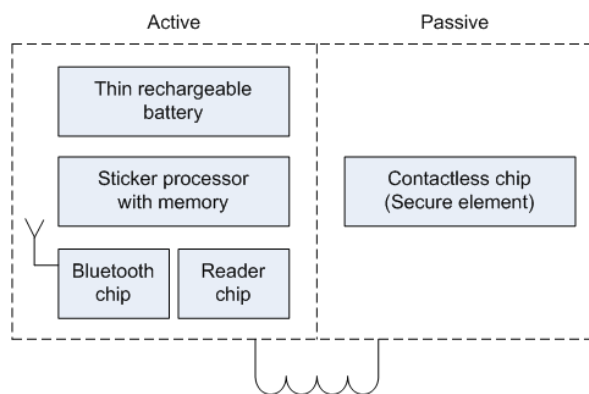 Active
Passive
Thin rechargeable
battery
Sticker processor
with memory
Contactless chip
(Secure element)
Bluetooth
chip
Reader
chip